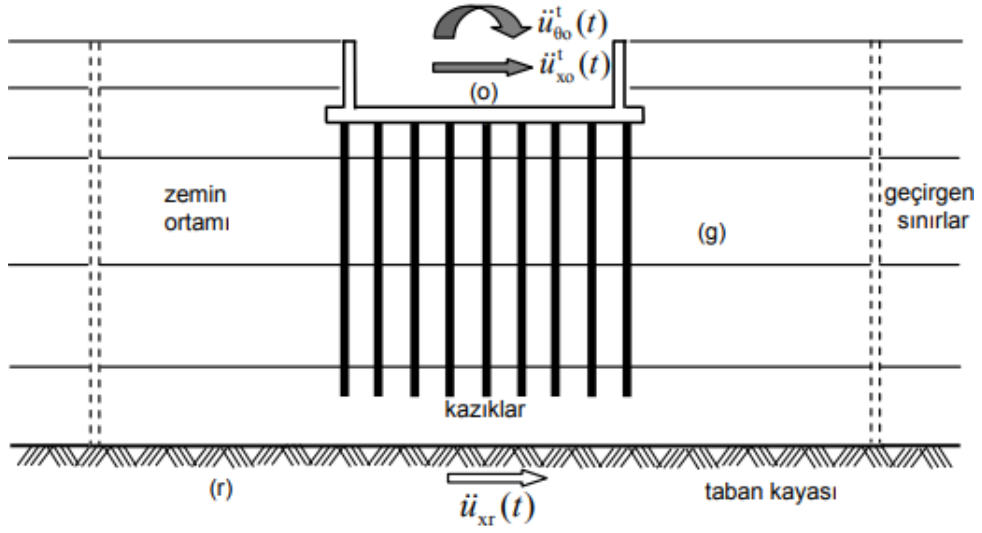 ü^t_θo(t)
ü^t_xo(t)
(o)
zemin
ortamı
(g)
geçirgen
sınırlar
kazıklar
(r)
ü_xr(t)
taban kayası